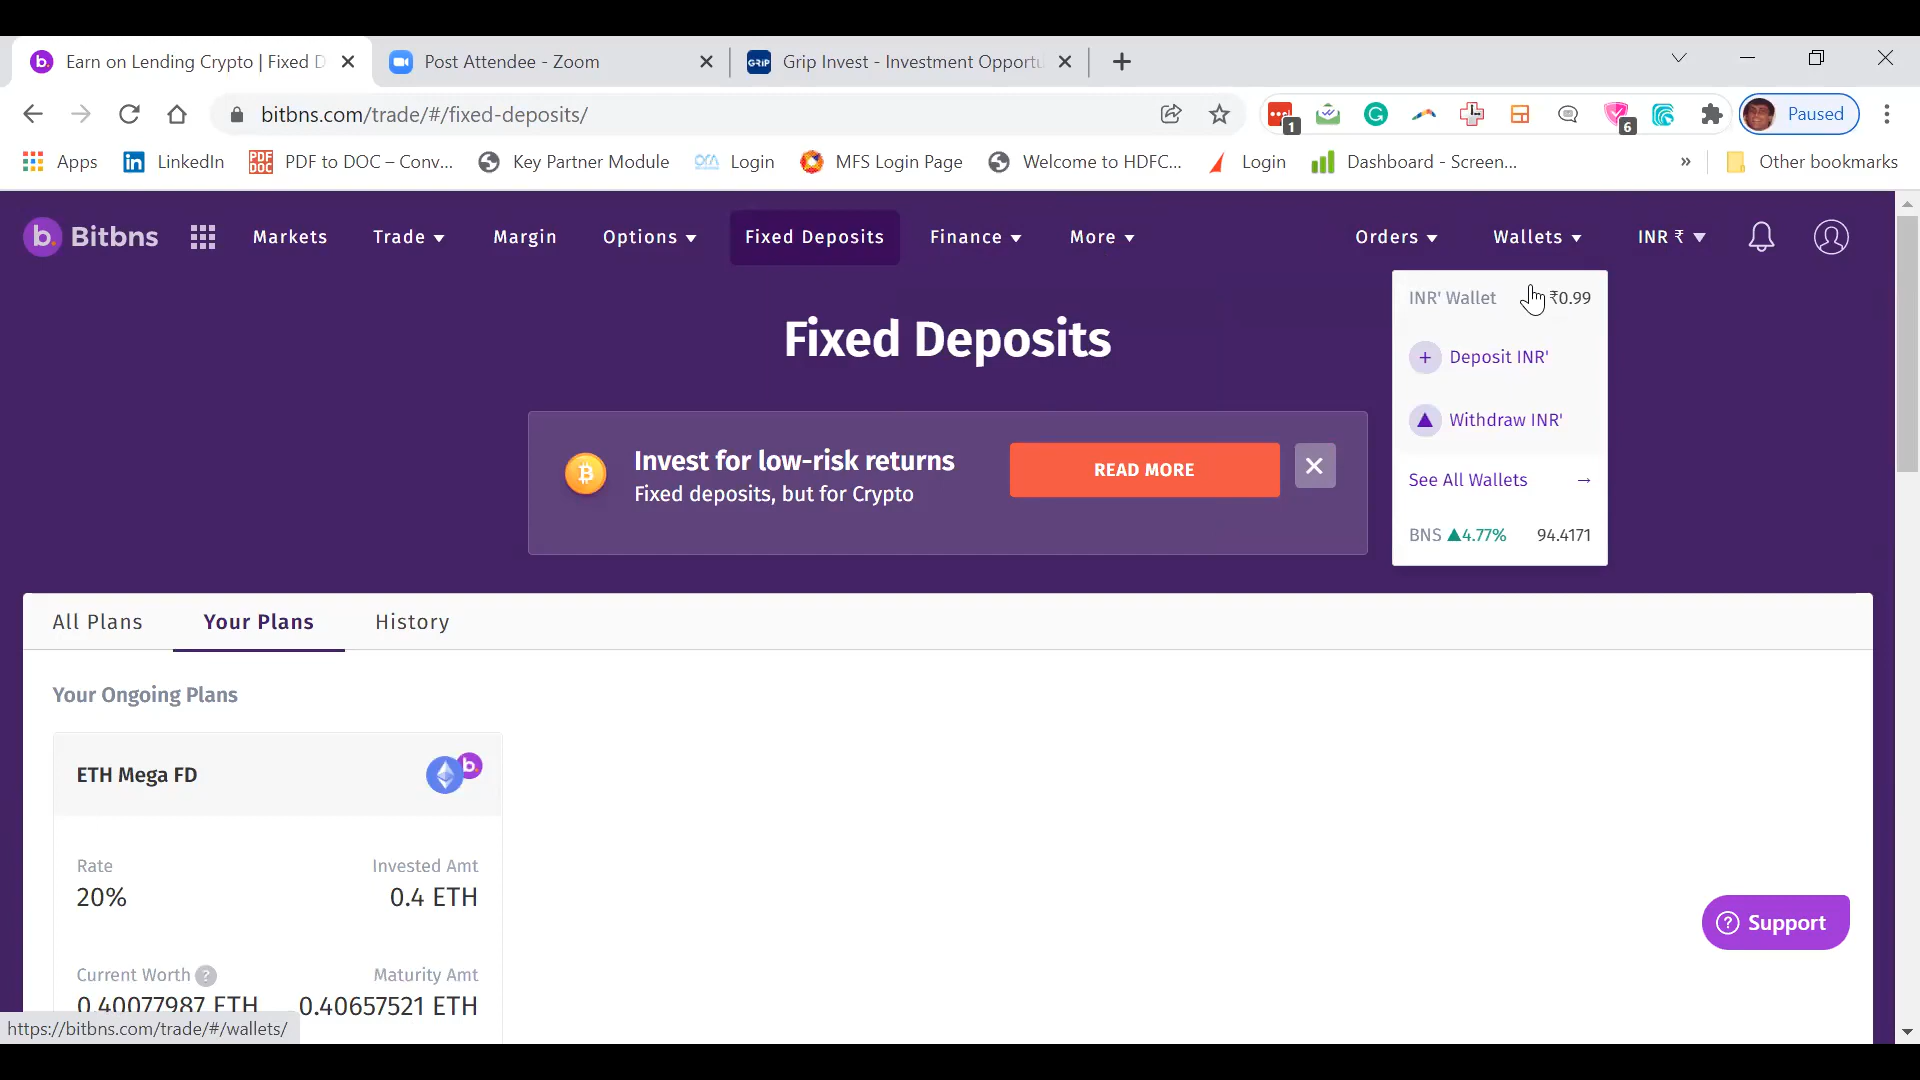 Earn on Lending Crypto | Fixed D
Post Attendee - Zoom
GRIP
Grip Invest - Investment Opportu
bitbns.com/trade/#/fixed-deposits/
1
6
Paused
Apps
LinkedIn
PDF DOC
PDF to DOC – Conv...
Key Partner Module
Login
MFS Login Page
Welcome to HDFC...
Login
Dashboard - Screen...
»
Other bookmarks
b. Bitbns
Markets
Trade
Margin
Options
Fixed Deposits
Finance
More
Orders
Wallets
INR ₹
INR' Wallet ₹0.99
Deposit INR'
Withdraw INR'
See All Wallets →
BNS ▲4.77% 94.4171
Fixed Deposits
Invest for low-risk returns
Fixed deposits, but for Crypto
READ MORE
All Plans
Your Plans
History
Your Ongoing Plans
ETH Mega FD
b.
Rate Invested Amt
20% 0.4 ETH
Current Worth ? Maturity Amt
0.40077987 ETH 0.40657521 ETH
? Support
https://bitbns.com/trade/#/wallets/